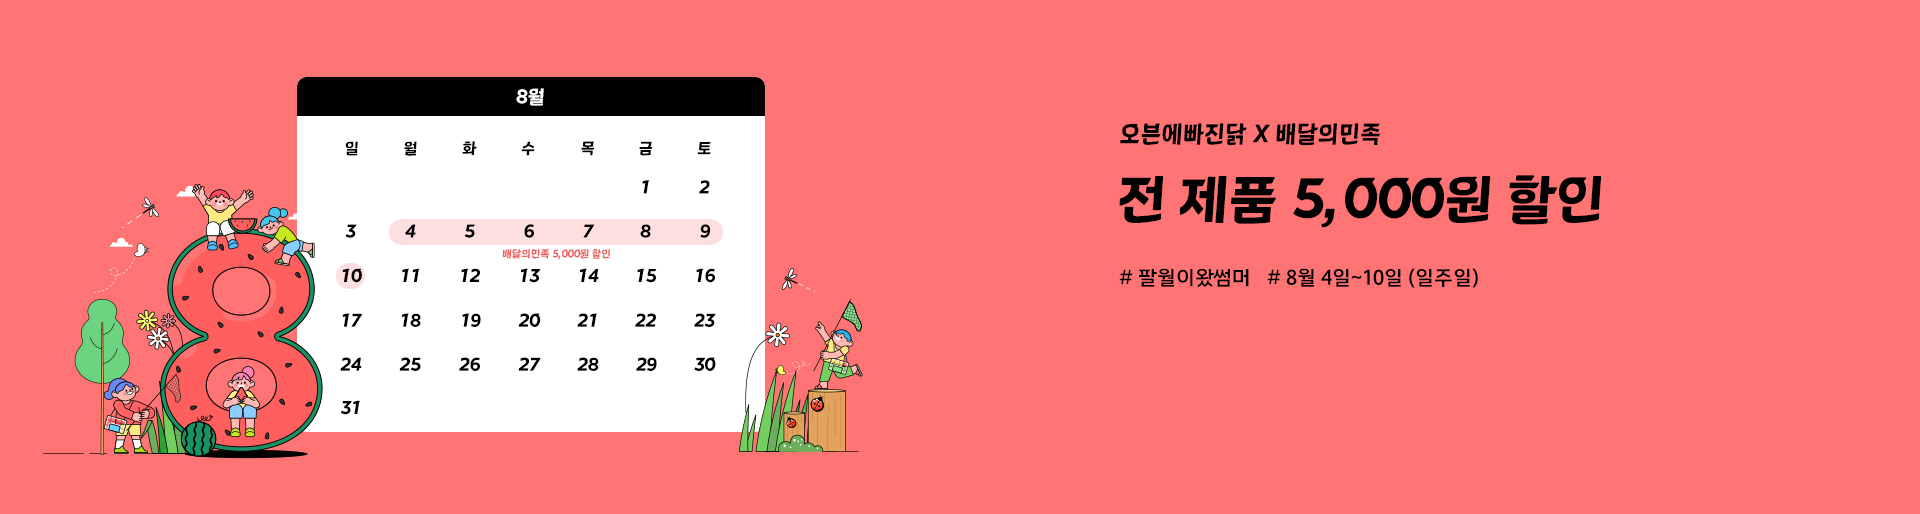 8월
일 월 화 수 목 금 토
1 2
3 4 5 6 7 8 9
배달의민족 5,000원 할인
10 11 12 13 14 15 16
17 18 19 20 21 22 23
24 25 26 27 28 29 30
31
오븐에빠진닭 X 배달의민족
전 제품 5,000원 할인
# 팔월이왔썸머 # 8월 4일~10일 (일주일)